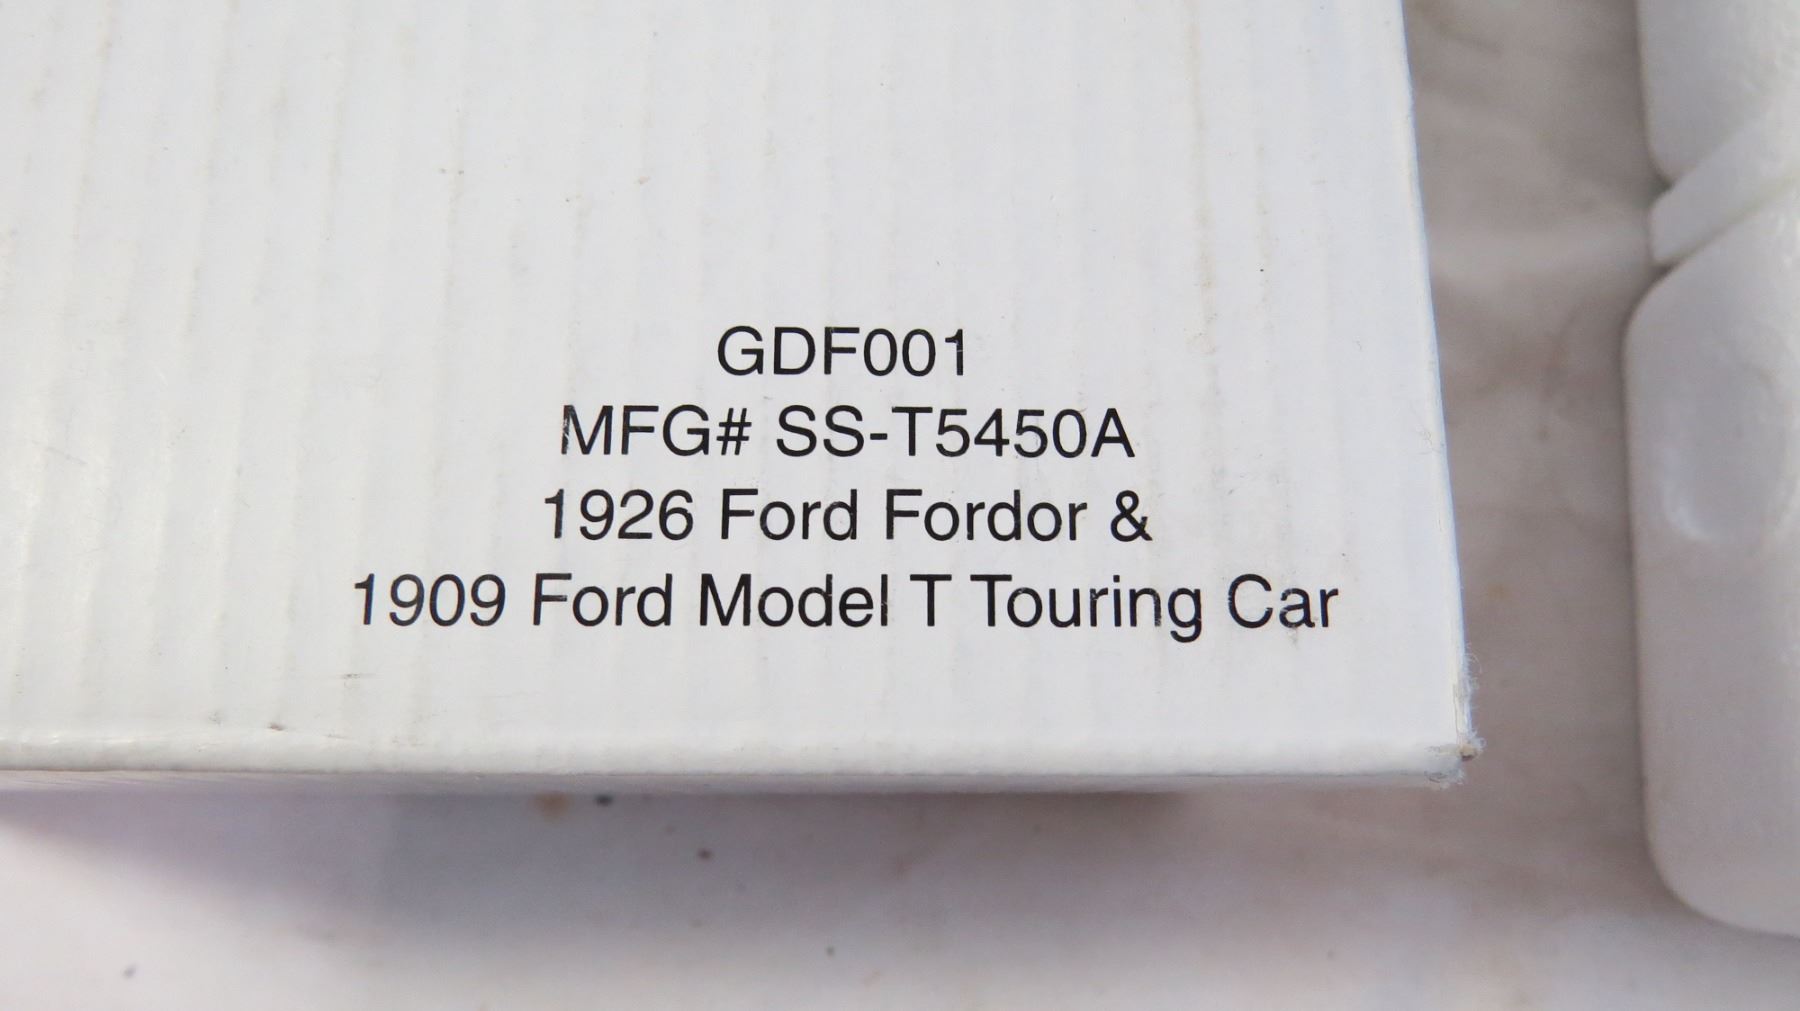 GDF001
MFG# SS-T5450A
1926 Ford Fordor &
1909 Ford Model T Touring Car